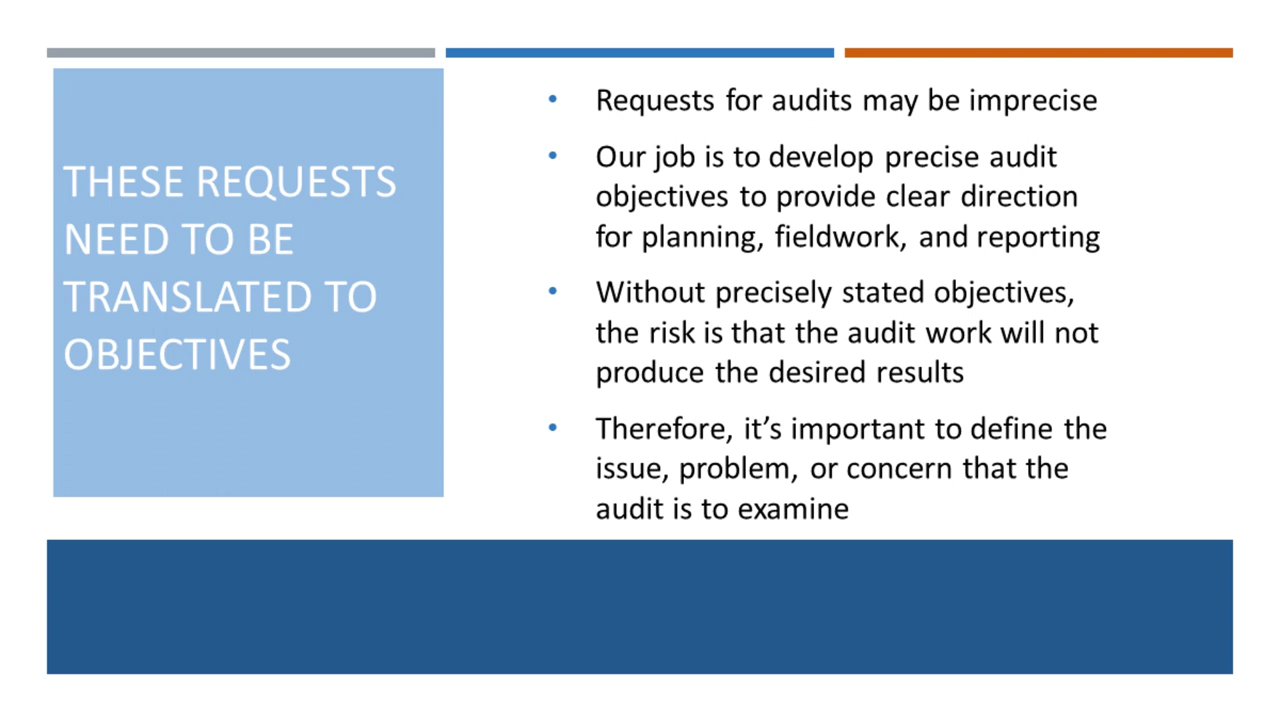 THESE REQUESTS
NEED TO BE
TRANSLATED TO
OBJECTIVES
• Requests for audits may be imprecise
• Our job is to develop precise audit
objectives to provide clear direction
for planning, fieldwork, and reporting
• Without precisely stated objectives,
the risk is that the audit work will not
produce the desired results
• Therefore, it’s important to define the
issue, problem, or concern that the
audit is to examine